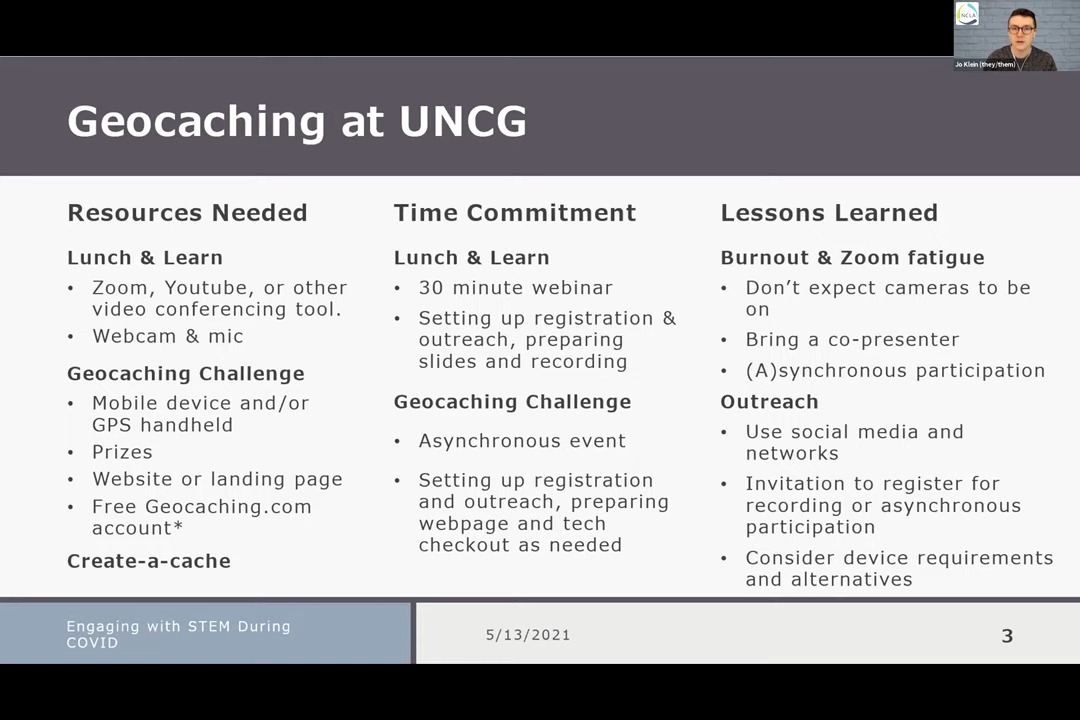 NCLA
Jo Klein (they/them)
Geocaching at UNCG
Resources Needed
Lunch & Learn
• Zoom, Youtube, or other
video conferencing tool.
• Webcam & mic
Geocaching Challenge
• Mobile device and/or
GPS handheld
• Prizes
• Website or landing page
• Free Geocaching.com
account*
Create-a-cache
Time Commitment
Lunch & Learn
• 30 minute webinar
• Setting up registration &
outreach, preparing
slides and recording
Geocaching Challenge
• Asynchronous event
• Setting up registration
and outreach, preparing
webpage and tech
checkout as needed
Lessons Learned
Burnout & Zoom fatigue
• Don’t expect cameras to be
on
• Bring a co-presenter
• (A)synchronous participation
Outreach
• Use social media and
networks
• Invitation to register for
recording or asynchronous
participation
• Consider device requirements
and alternatives
Engaging with STEM During
COVID
5/13/2021
3